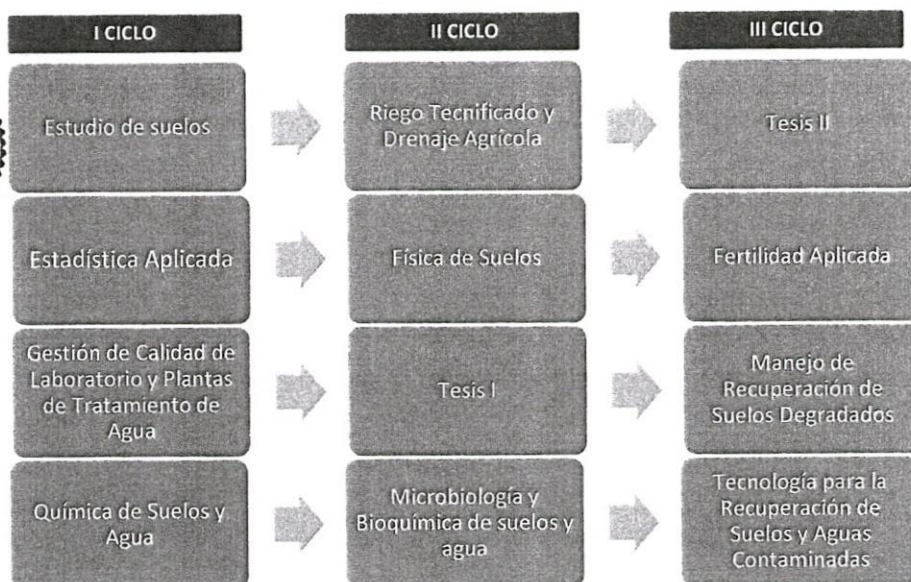 I CICLO
II CICLO
III CICLO
Estudio de suelos
Riego Tecnificado y
Drenaje Agrícola
Tesis II
Estadística Aplicada
Física de Suelos
Fertilidad Aplicada
Gestión de Calidad de
Laboratorio y Plantas
de Tratamiento de
Agua
Tesis I
Manejo de
Recuperación de
Suelos Degradados
Química de Suelos y
Agua
Microbiología y
Bioquímica de suelos y
agua
Tecnología para la
Recuperación de
Suelos y Aguas
Contaminadas